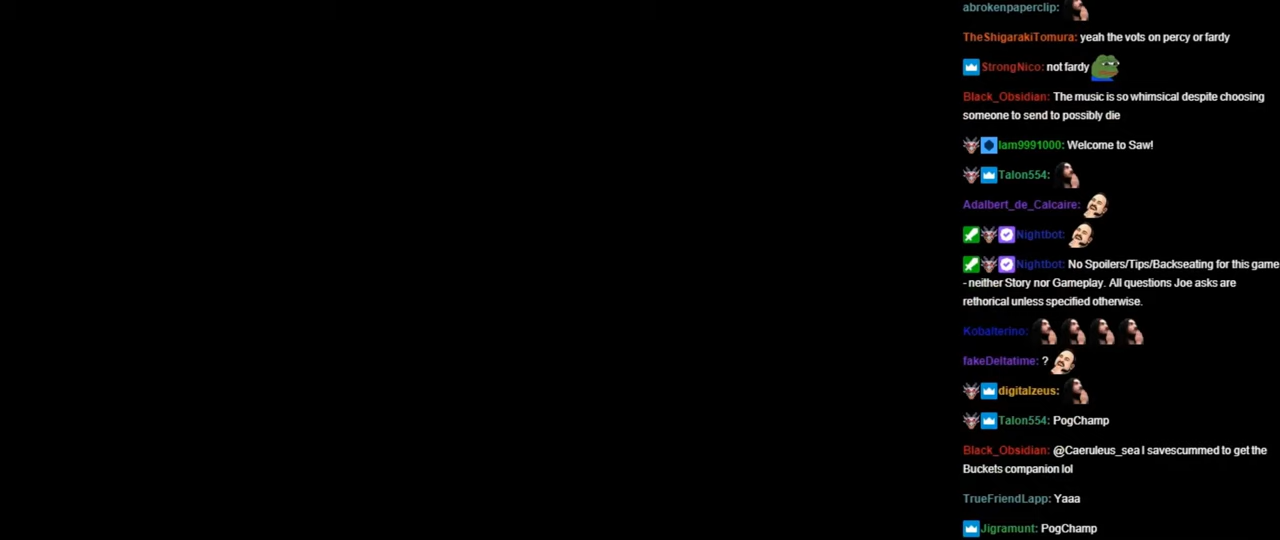 abrokenpaperclip:
TheShigarakiTomura: yeah the vots on percy or fardy
StrongNico: not fardy
Black_Obsidian: The music is so whimsical despite choosing
someone to send to possibly die
Iam9991000: Welcome to Saw!
Talon554:
Adalbert_de_Calcaire:
Nightbot:
Nightbot: No Spoilers/Tips/Backseating for this game
- neither Story nor Gameplay. All questions Joe asks are
rethorical unless specified otherwise.
Kobalterino:
fakeDeltatime: ?
digitalzeus:
Talon554: PogChamp
Black_Obsidian: @Caeruleus_sea I savescummed to get the
Buckets companion lol
TrueFriendLapp: Yaaa
Jigramunt: PogChamp